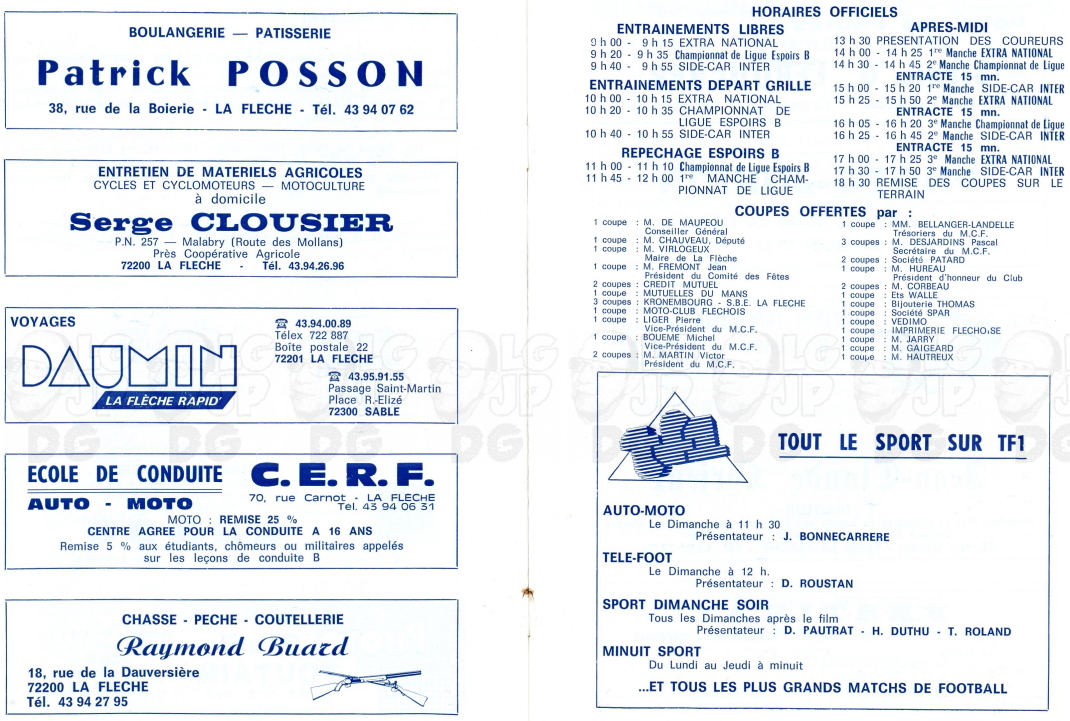 BOULANGERIE — PATISSERIE
Patrick POSSON
38, rue de la Boierie - LA FLECHE - Tél. 43 94 07 62
ENTRETIEN DE MATERIELS AGRICOLES
CYCLES ET CYCLOMOTEURS — MOTOCULTURE
à domicile
Serge CLOUSIER
P.N. 257 — Malabry (Route des Mollans)
Près Coopérative Agricole
72200 LA FLECHE - Tél. 43.94.26.96
VOYAGES
DAUMIN
LA FLÈCHE RAPID'
☎ 43.94.00.89
Télex 722 887
Boîte postale 22
72201 LA FLECHE
☎ 43.95.91.55
Passage Saint-Martin
Place R.-Elizé
72300 SABLE
ECOLE DE CONDUITE
AUTO - MOTO
C.E.R.F.
70, rue Carnot - LA FLECHE
Tel. 43 94 06 31
MOTO : REMISE 25 %
CENTRE AGREE POUR LA CONDUITE A 16 ANS
Remise 5 % aux étudiants, chômeurs ou militaires appelés
sur les leçons de conduite B
CHASSE - PECHE - COUTELLERIE
Raymond Buard
18, rue de la Dauversière
72200 LA FLECHE
Tél. 43 94 27 95
HORAIRES OFFICIELS
ENTRAINEMENTS LIBRES
9 h 00 - 9 h 15 EXTRA NATIONAL
9 h 20 - 9 h 35 Championnat de Ligue Espoirs B
9 h 40 - 9 h 55 SIDE-CAR INTER
ENTRAINEMENTS DEPART GRILLE
10 h 00 - 10 h 15 EXTRA NATIONAL
10 h 20 - 10 h 35 CHAMPIONNAT DE
LIGUE ESPOIRS B
10 h 40 - 10 h 55 SIDE-CAR INTER
REPECHAGE ESPOIRS B
11 h 00 - 11 h 10 Championnat de Ligue Espoirs B
11 h 45 - 12 h 00 1re MANCHE CHAM-
PIONNAT DE LIGUE
APRES-MIDI
13 h 30 PRESENTATION DES COUREURS
14 h 00 - 14 h 25 1re Manche EXTRA NATIONAL
14 h 30 - 14 h 45 2e Manche Championnat de Ligue
ENTRACTE 15 mn.
15 h 00 - 15 h 20 1re Manche SIDE-CAR INTER
15 h 25 - 15 h 50 2e Manche EXTRA NATIONAL
ENTRACTE 15 mn.
16 h 05 - 16 h 20 3e Manche Championnat de Ligue
16 h 25 - 16 h 45 2e Manche SIDE-CAR INTER
ENTRACTE 15 mn.
17 h 00 - 17 h 25 3e Manche EXTRA NATIONAL
17 h 30 - 17 h 50 3e Manche SIDE-CAR INTER
18 h 30 REMISE DES COUPES SUR LE
TERRAIN
COUPES OFFERTES par :
1 coupe : M. DE MAUPEOU
Conseiller Général
1 coupe : M. CHAUVEAU, Député
1 coupe : M. VIRLOGEUX
Maire de La Flèche
1 coupe : M. FREMONT Jean
Président du Comité des Fêtes
2 coupes : CREDIT MUTUEL
1 coupe : MUTUELLES DU MANS
3 coupes : KRONEMBOURG - S.B.E. LA FLECHE
1 coupe : MOTO-CLUB FLECHOIS
1 coupe : LIGER Pierre
Vice-Président du M.C.F.
1 coupe : BOUEME Michel
Vice-Président du M.C.F.
2 coupes : M. MARTIN Victor
Président du M.C.F.
1 coupe : MM. BELLANGER-LANDELLE
Trésoriers du M.C.F.
3 coupes : M. DESJARDINS Pascal
Secrétaire du M.C.F.
2 coupes : Société PATARD
1 coupe : M. HUREAU
Président d'honneur du Club
2 coupes : M. CORBEAU
1 coupe : Ets WALLE
1 coupe : Bijouterie THOMAS
1 coupe : Société SPAR
1 coupe : VEDIMO
1 coupe : IMPRIMERIE FLECHOISE
1 coupe : M. JARRY
1 coupe : M. GAIGEARD
1 coupe : M. HAUTREUX
TOUT LE SPORT SUR TF1
AUTO-MOTO
Le Dimanche à 11 h 30
Présentateur : J. BONNECARRERE
TELE-FOOT
Le Dimanche à 12 h.
Présentateur : D. ROUSTAN
SPORT DIMANCHE SOIR
Tous les Dimanches après le film
Présentateur : D. PAUTRAT - H. DUTHU - T. ROLAND
MINUIT SPORT
Du Lundi au Jeudi à minuit
...ET TOUS LES PLUS GRANDS MATCHS DE FOOTBALL
LG
JP
DG